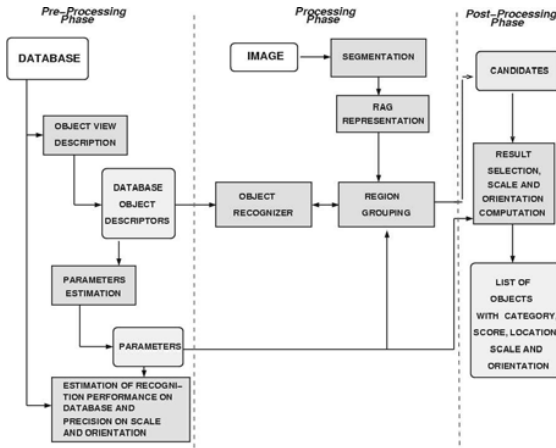 Pre-Processing
Phase
Processing
Phase
Post-Processing
Phase
DATABASE
IMAGE
SEGMENTATION
CANDIDATES
RAG
REPRESENTATION
OBJECT VIEW
DESCRIPTION
DATABASE
OBJECT
DESCRIPTORS
OBJECT
RECOGNIZER
REGION
GROUPING
RESULT
SELECTION,
SCALE AND
ORIENTATION
COMPUTATION
PARAMETERS
ESTIMATION
LIST OF
OBJECTS
WITH CATEGORY,
SCORE, LOCATION,
SCALE AND
ORIENTATION
PARAMETERS
ESTIMATION OF RECOGNI-
TION PERFORMANCE ON
DATABASE AND
PRECISION ON SCALE
AND ORIENTATION